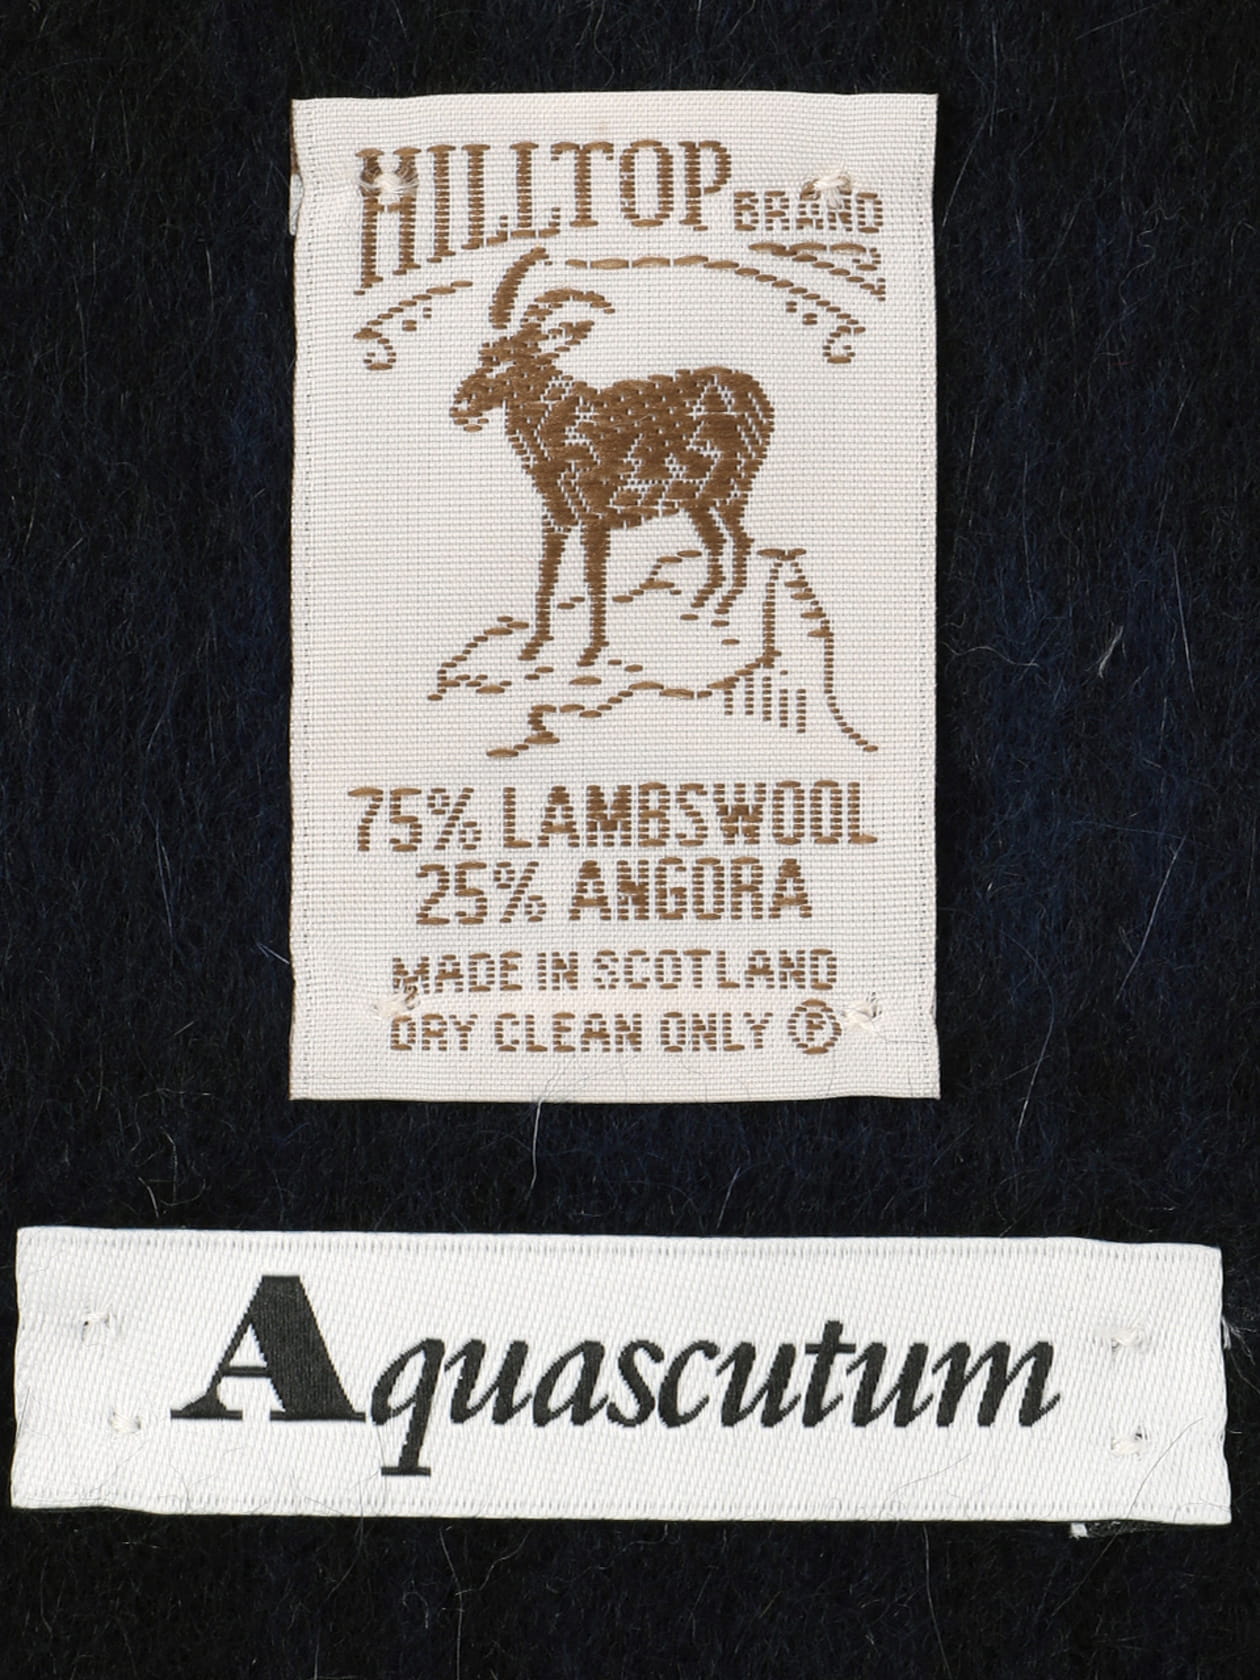 HILLTOP BRAND
75% LAMBSWOOL
25% ANGORA
MADE IN SCOTLAND
DRY CLEAN ONLY Ⓟ
Aquascutum